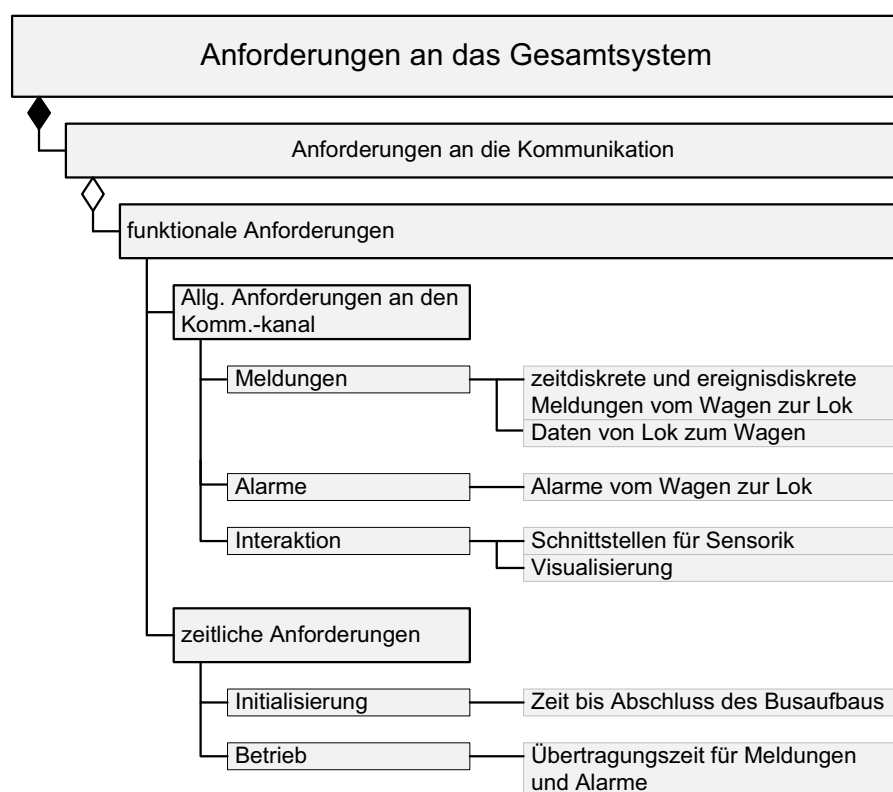 Anforderungen an das Gesamtsystem
Anforderungen an die Kommunikation
funktionale Anforderungen
Allg. Anforderungen an den
Komm.-kanal
Meldungen
zeitdiskrete und ereignisdiskrete
Meldungen vom Wagen zur Lok
Daten von Lok zum Wagen
Alarme
Alarme vom Wagen zur Lok
Interaktion
Schnittstellen für Sensorik
Visualisierung
zeitliche Anforderungen
Initialisierung
Zeit bis Abschluss des Busaufbaus
Betrieb
Übertragungszeit für Meldungen
und Alarme